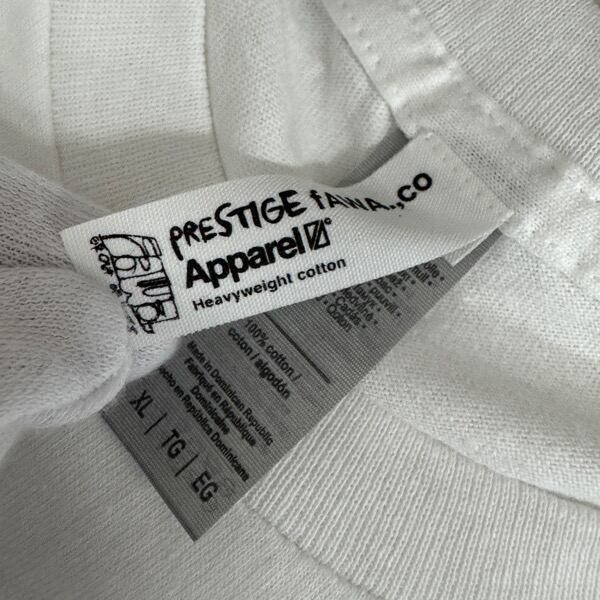 PRESTIGE fAWA.,CO
Apparel
Heavyweight cotton
100% cotton /
coton / algodón
Made in Dominican Republic
Fabriqué en République
Dominicaine
Hecho en República Dominicana
XL | TG | EG